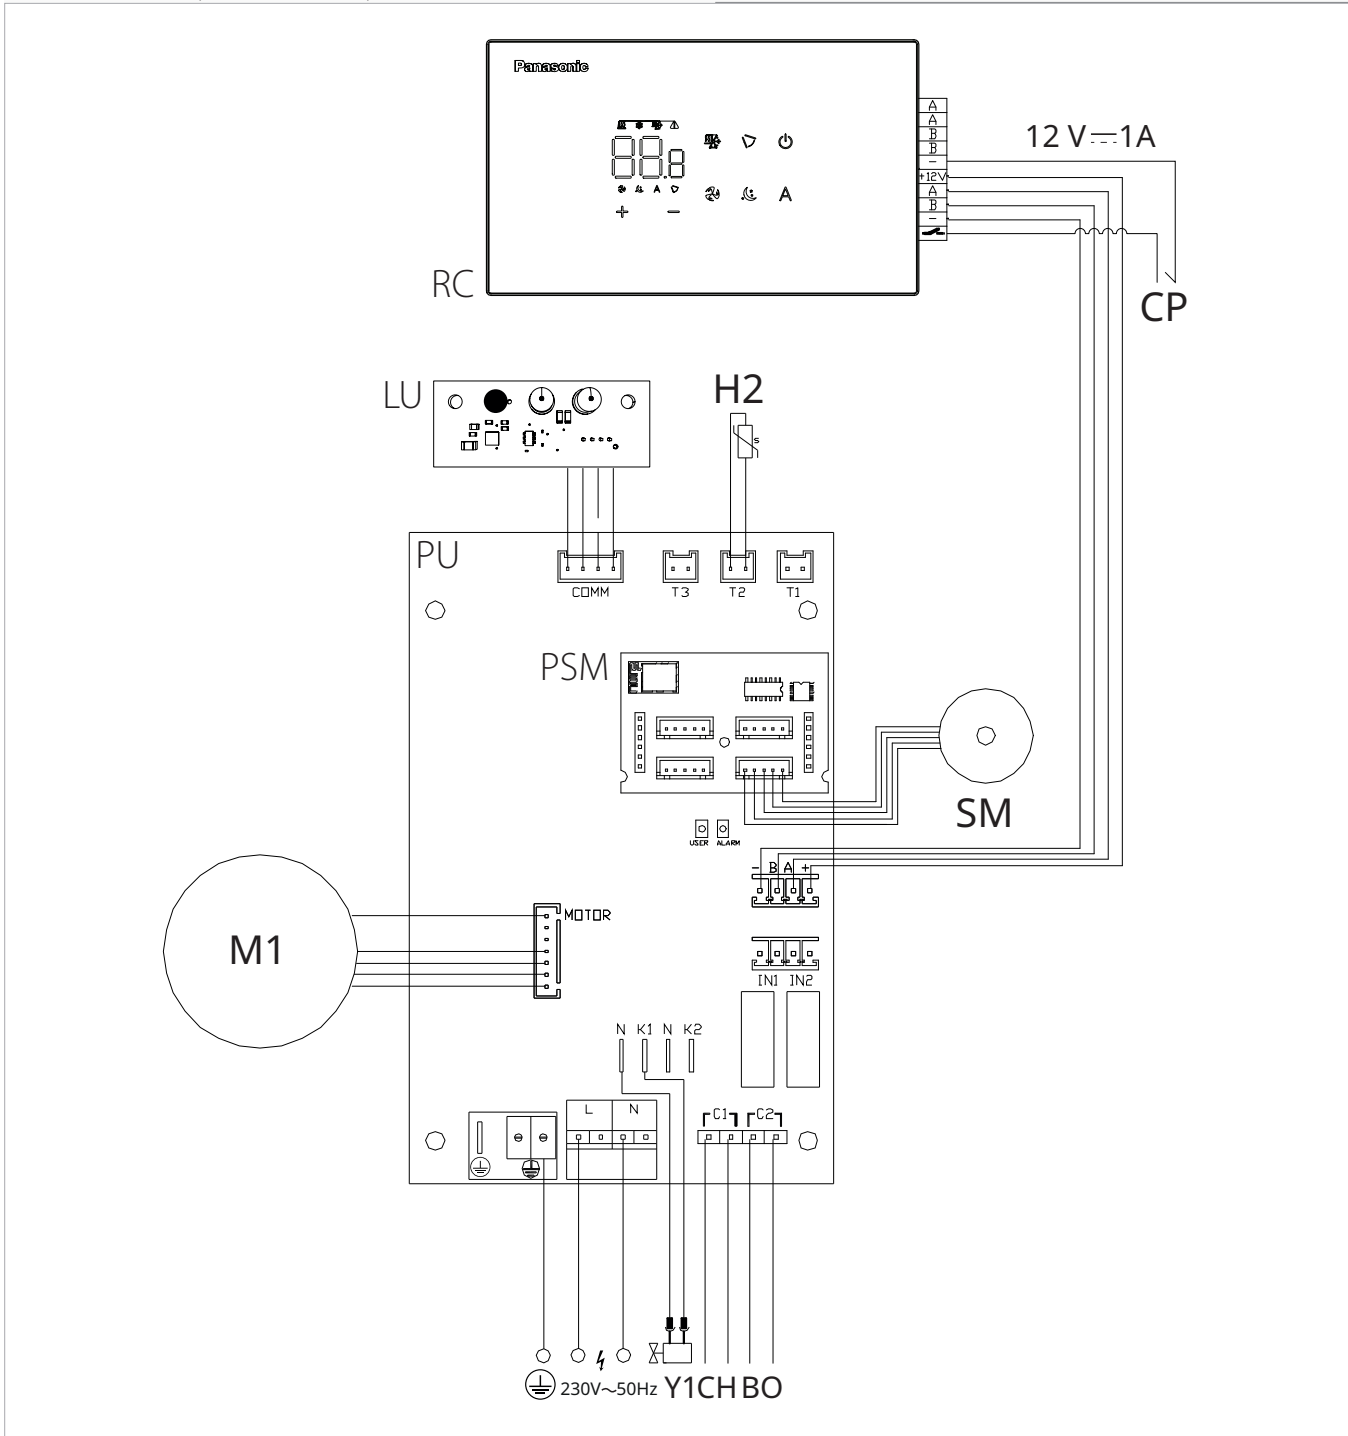 Panasonic
A
A
B
B
-
+12V
A
B
-
12 V 1A
88.8
A
A
+ -
RC
CP
LU
H2
s
PU
COMM T3 T2 T1
PSM
SM
USER ALARM
- B A +
MOTOR
M1
IN1 IN2
N K1 N K2
L N
C1 C2
230V~50Hz Y1 CH BO